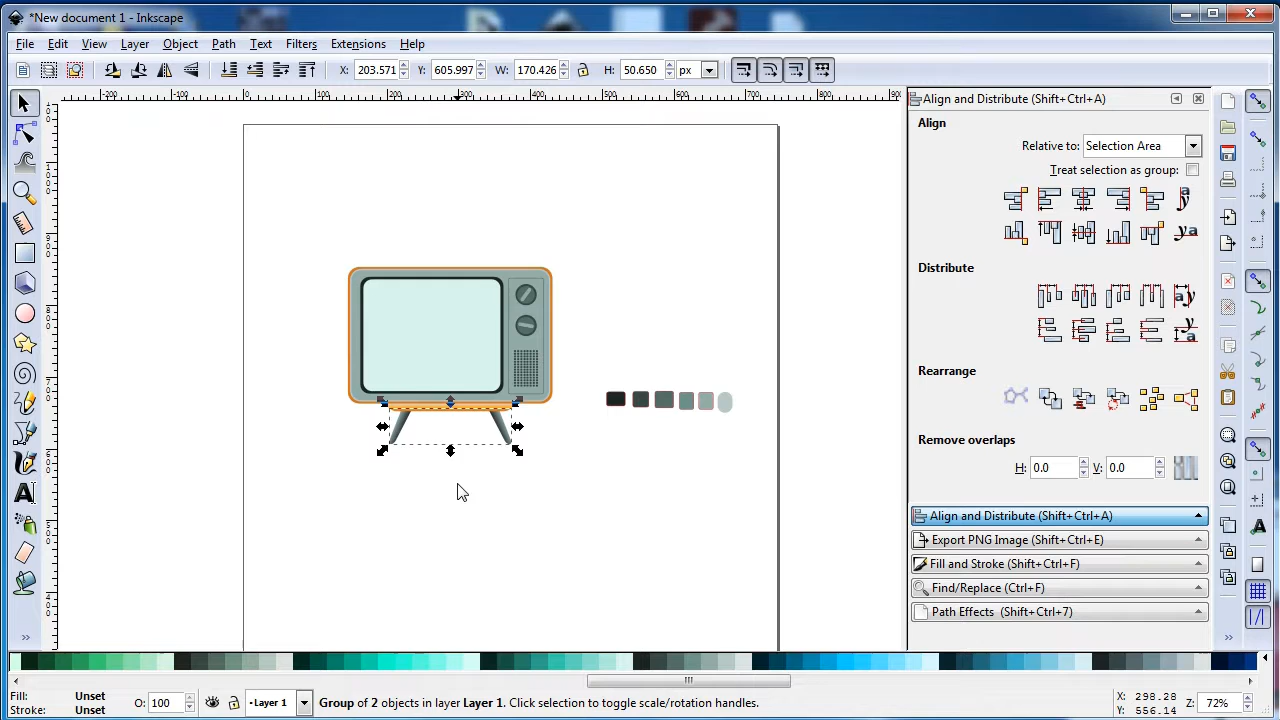 *New document 1 - Inkscape
File Edit View Layer Object Path Text Filters Extensions Help
X: 203.571 Y: 605.997 W: 170.426 H: 50.650 px
Align and Distribute (Shift+Ctrl+A)
Align
Relative to: Selection Area
Treat selection as group:
Distribute
Rearrange
Remove overlaps
H: 0.0 V: 0.0
Align and Distribute (Shift+Ctrl+A)
Export PNG Image (Shift+Ctrl+E)
Fill and Stroke (Shift+Ctrl+F)
Find/Replace (Ctrl+F)
Path Effects (Shift+Ctrl+7)
Fill: Unset
Stroke: Unset
O: 100
Layer 1
Group of 2 objects in layer Layer 1. Click selection to toggle scale/rotation handles.
X: 298.28
Y: 556.14
Z: 72%